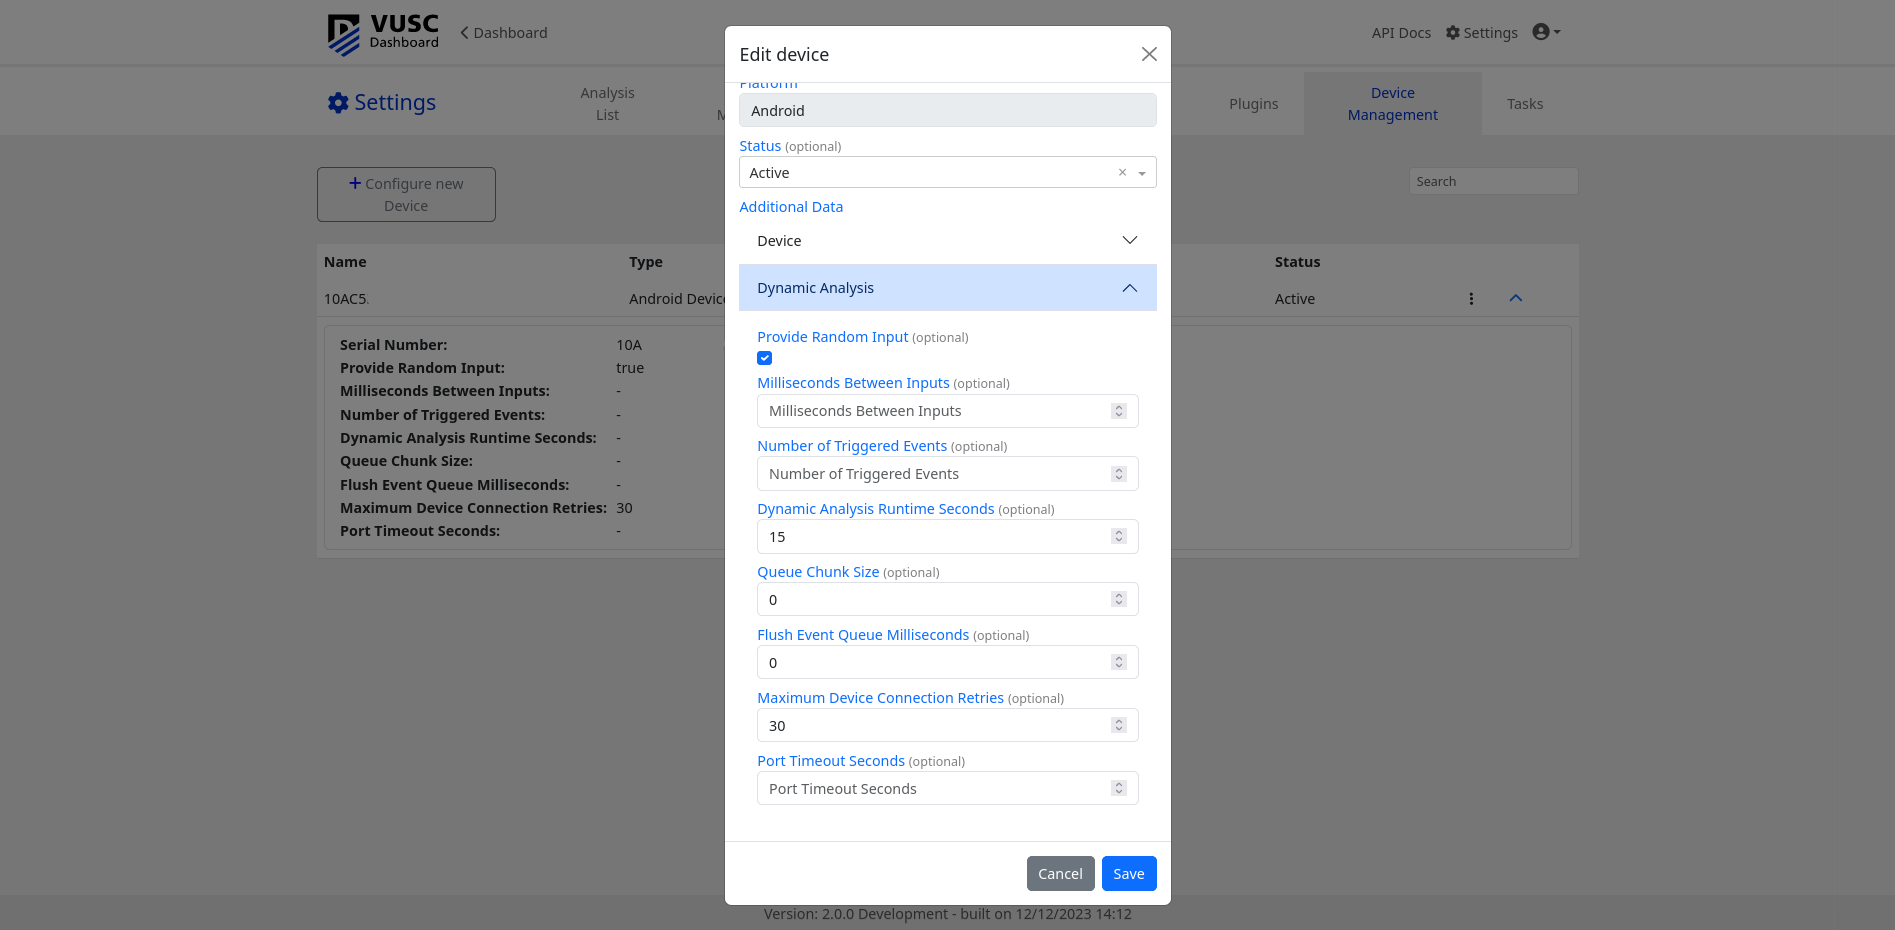 VUSC
Dashboard
Dashboard
API Docs
Settings
Settings
Analysis
List
M
Plugins
Device
Management
Tasks
Configure new
Device
Search
Name
Type
Status
10AC5
Android Device
Active
Serial Number:
10A
Provide Random Input:
true
Milliseconds Between Inputs:
-
Number of Triggered Events:
-
Dynamic Analysis Runtime Seconds:
-
Queue Chunk Size:
-
Flush Event Queue Milliseconds:
-
Maximum Device Connection Retries:
30
Port Timeout Seconds:
-
Edit device
Platform
Android
Status (optional)
Active
Additional Data
Device
Dynamic Analysis
Provide Random Input (optional)
Milliseconds Between Inputs (optional)
Milliseconds Between Inputs
Number of Triggered Events (optional)
Number of Triggered Events
Dynamic Analysis Runtime Seconds (optional)
15
Queue Chunk Size (optional)
0
Flush Event Queue Milliseconds (optional)
0
Maximum Device Connection Retries (optional)
30
Port Timeout Seconds (optional)
Port Timeout Seconds
Cancel
Save
Version: 2.0.0 Development - built on 12/12/2023 14:12